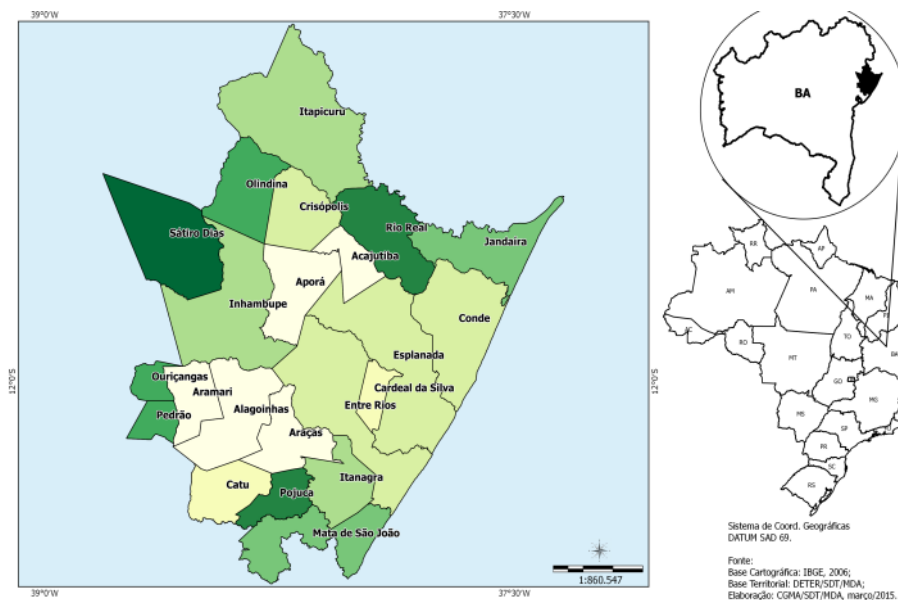 39°0'W
37°30'W
Itapicuru
BA
Olindina
Crisópolis
Rio Real
Sátiro Dias
Jandaíra
Acajutiba
RR
AP
Aporá
Inhambupe
AM
PA
MA
Conde
AC
TO
RO
BA
Esplanada
MT
12°0'S
12°0'S
Ouriçangas
Aramari
Cardeal da Silva
GO
Pedrão
Alagoinhas
Entre Rios
MG
MS
Araças
SP
Catu
Itanagra
PR
Pojuca
SC
RS
Mata de São João
Sistema de Coord. Geográficas
DATUM SAD 69.
Fonte:
Base Cartográfica: IBGE, 2006;
Base Territorial: DETER/SDT/MDA;
Elaboração: CGMA/SDT/MDA, março/2015.
1:860.547
39°0'W
37°30'W